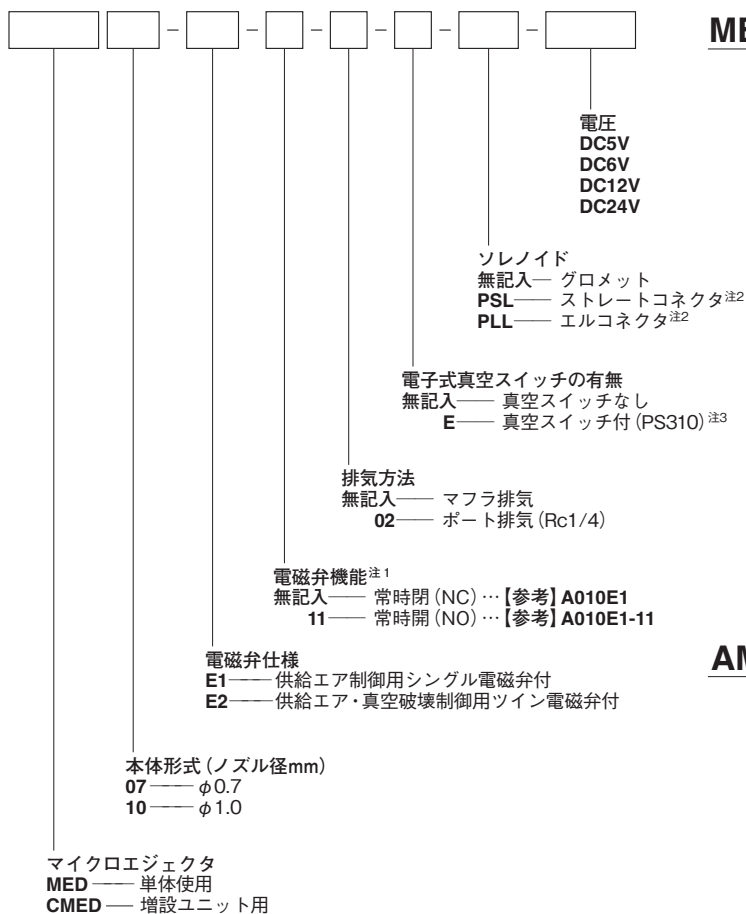 ME
電圧
DC5V
DC6V
DC12V
DC24V
ソレノイド
無記入― グロメット
PSL―― ストレートコネクタ注2
PLL―― エルコネクタ注2
電子式真空スイッチの有無
無記入―― 真空スイッチなし
E―― 真空スイッチ付(PS310)注3
排気方法
無記入―― マフラ排気
02―― ポート排気(Rc1/4)
電磁弁機能注1
無記入―― 常時閉(NC)…【参考】A010E1
11―― 常時開(NO)…【参考】A010E1-11
AM
電磁弁仕様
E1――供給エア制御用シングル電磁弁付
E2――供給エア・真空破壊制御用ツイン電磁弁付
本体形式(ノズル径mm)
07―― φ0.7
10―― φ1.0
マイクロエジェクタ
MED―― 単体使用
CMED― 増設ユニット用